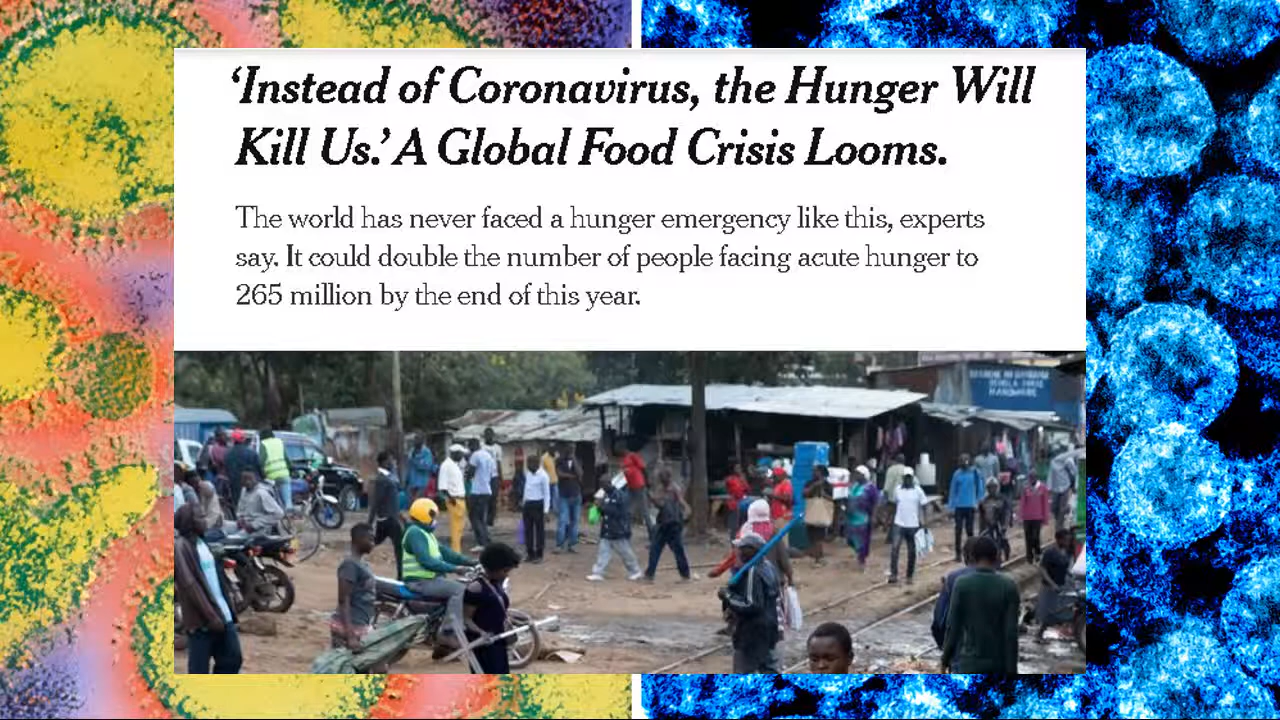 ‘Instead of Coronavirus, the Hunger Will
Kill Us.’ A Global Food Crisis Looms.
The world has never faced a hunger emergency like this, experts
say. It could double the number of people facing acute hunger to
265 million by the end of this year.
HARDWARE